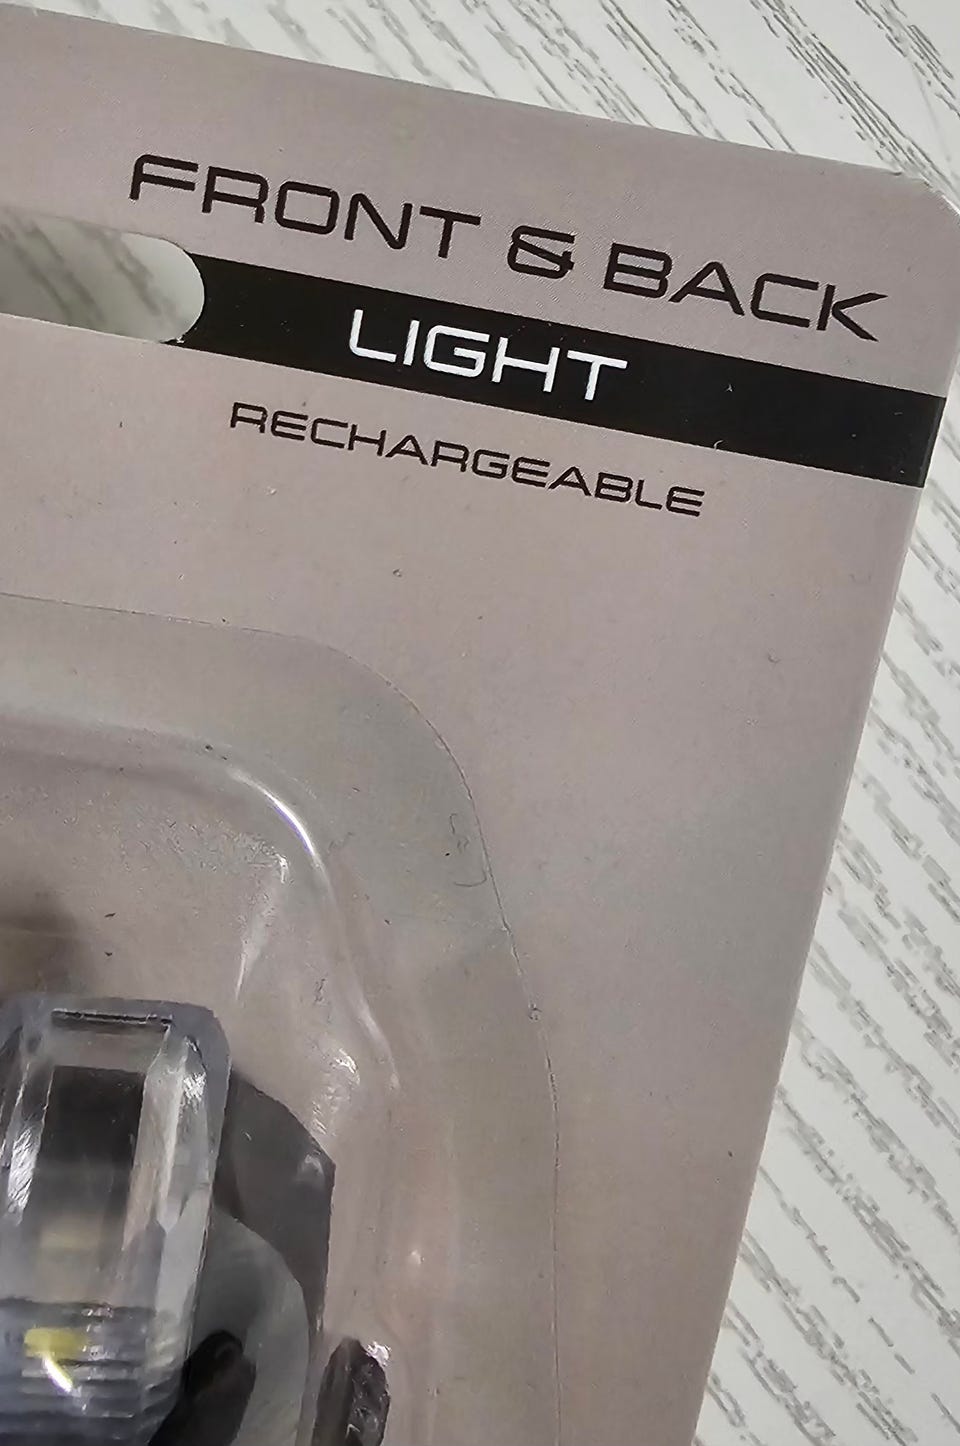 FRONT & BACK
LIGHT
RECHARGEABLE